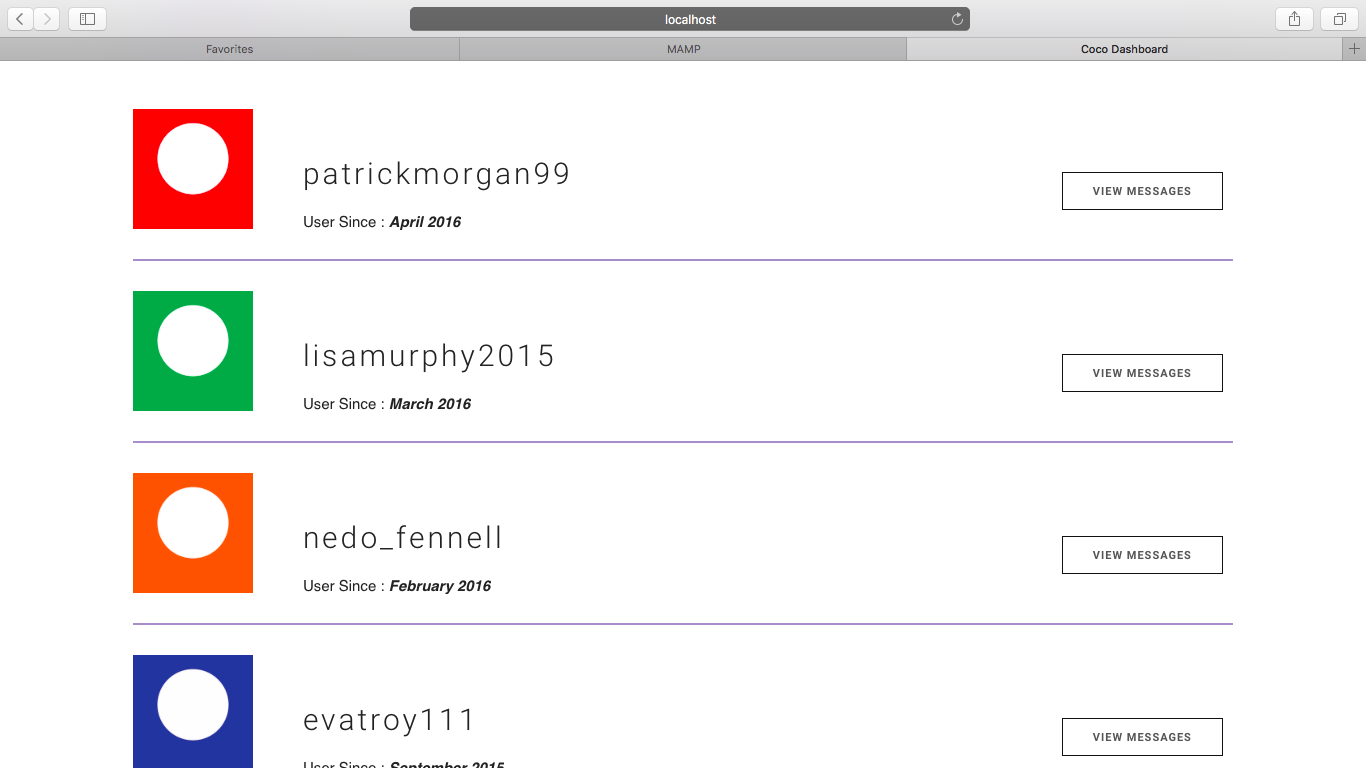 localhost
Favorites
MAMP
Coco Dashboard
patrickmorgan99
VIEW MESSAGES
User Since : April 2016
lisamurphy2015
VIEW MESSAGES
User Since : March 2016
nedo_fennell
VIEW MESSAGES
User Since : February 2016
evatroy111
VIEW MESSAGES
User Since : September 2015